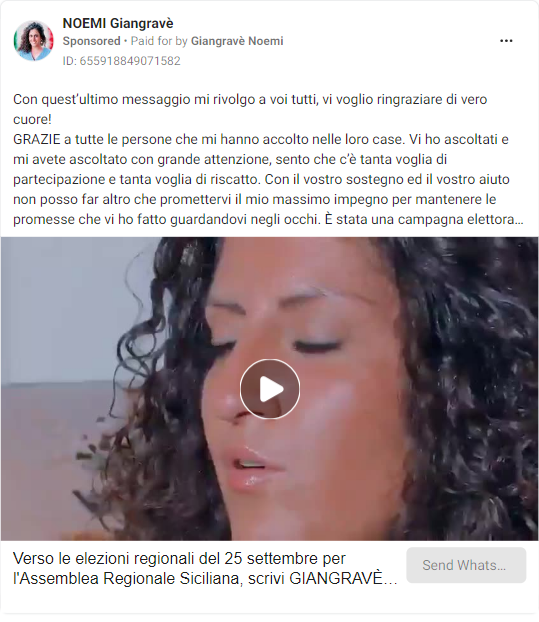 NOEMI Giangravè
Sponsored • Paid for by Giangravè Noemi
ID: 655918849071582
Con quest'ultimo messaggio mi rivolgo a voi tutti, vi voglio ringraziare di vero
cuore!
GRAZIE a tutte le persone che mi hanno accolto nelle loro case. Vi ho ascoltati e
mi avete ascoltato con grande attenzione, sento che c'è tanta voglia di
partecipazione e tanta voglia di riscatto. Con il vostro sostegno ed il vostro aiuto
non posso far altro che promettervi il mio massimo impegno per mantenere le
promesse che vi ho fatto guardandovi negli occhi. È stata una campagna elettora...
Verso le elezioni regionali del 25 settembre per
l'Assemblea Regionale Siciliana, scrivi GIANGRAVÈ...
Send Whats...